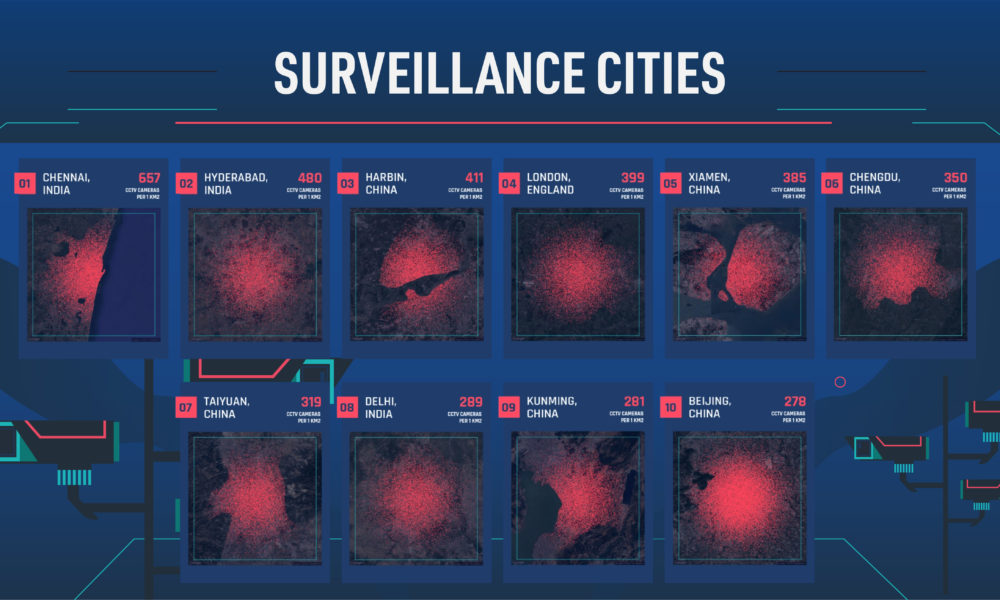 SURVEILLANCE CITIES
01
CHENNAI,
INDIA
657
CCTV CAMERAS
PER 1 KM2
02
HYDERABAD,
INDIA
480
CCTV CAMERAS
PER 1 KM2
03
HARBIN,
CHINA
411
CCTV CAMERAS
PER 1 KM2
04
LONDON,
ENGLAND
399
CCTV CAMERAS
PER 1 KM2
05
XIAMEN,
CHINA
385
CCTV CAMERAS
PER 1 KM2
06
CHENGDU,
CHINA
350
CCTV CAMERAS
PER 1 KM2
07
TAIYUAN,
CHINA
319
CCTV CAMERAS
PER 1 KM2
08
DELHI,
INDIA
289
CCTV CAMERAS
PER 1 KM2
09
KUNMING,
CHINA
281
CCTV CAMERAS
PER 1 KM2
10
BEIJING,
CHINA
278
CCTV CAMERAS
PER 1 KM2